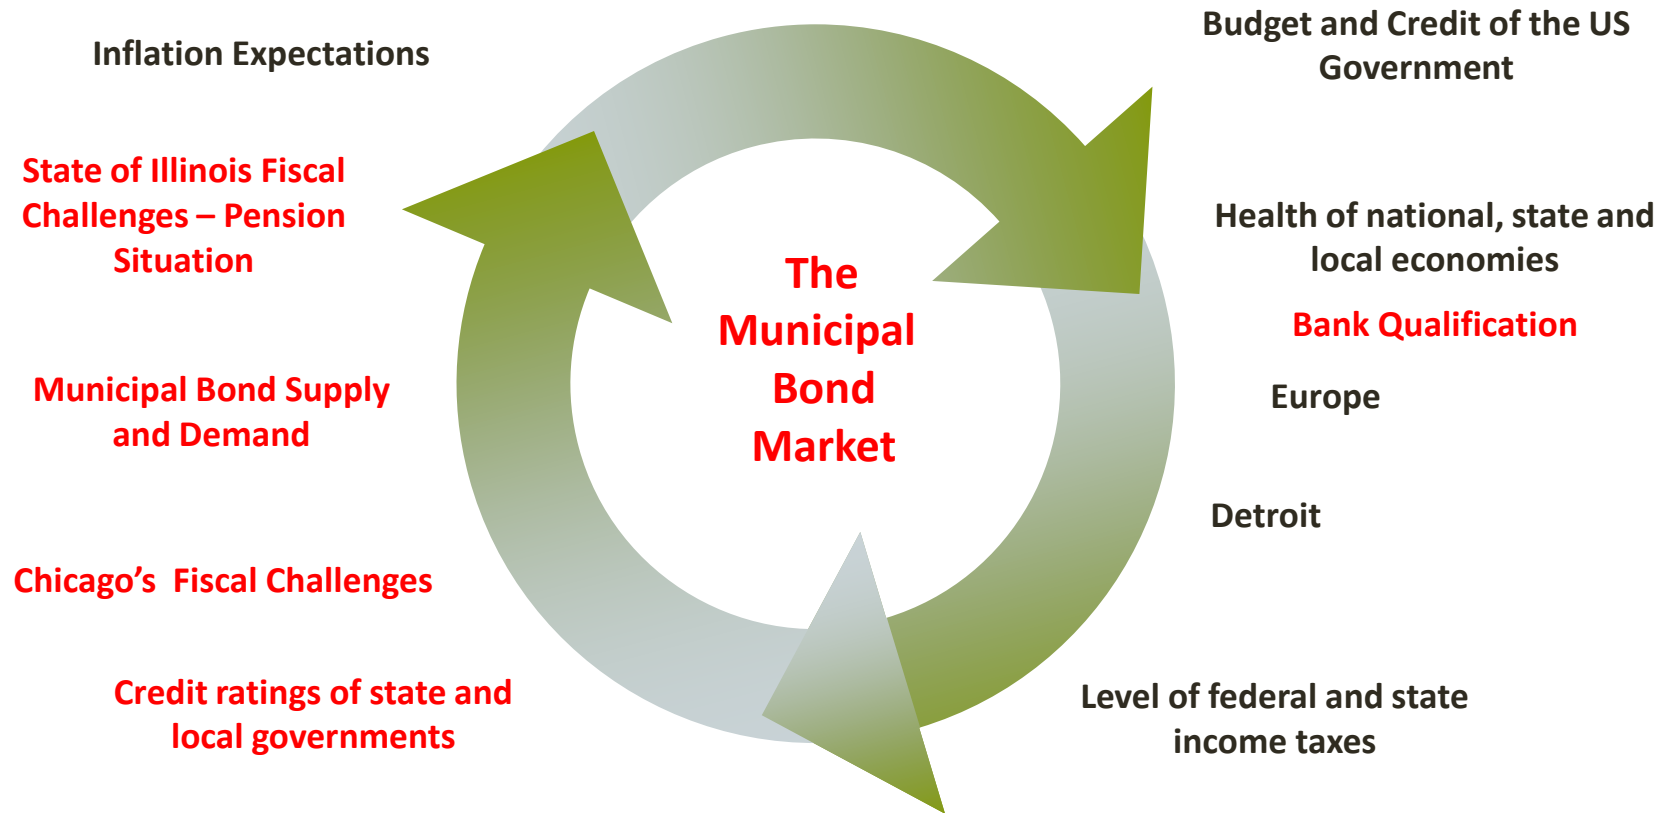 Inflation Expectations
State of Illinois Fiscal
Challenges – Pension
Situation
Municipal Bond Supply
and Demand
Chicago’s  Fiscal Challenges
Credit ratings of state and
local governments
The
Municipal
Bond
Market
Budget and Credit of the US
Government
Health of national, state and
local economies
Bank Qualification
Europe
Detroit
Level of federal and state
income taxes